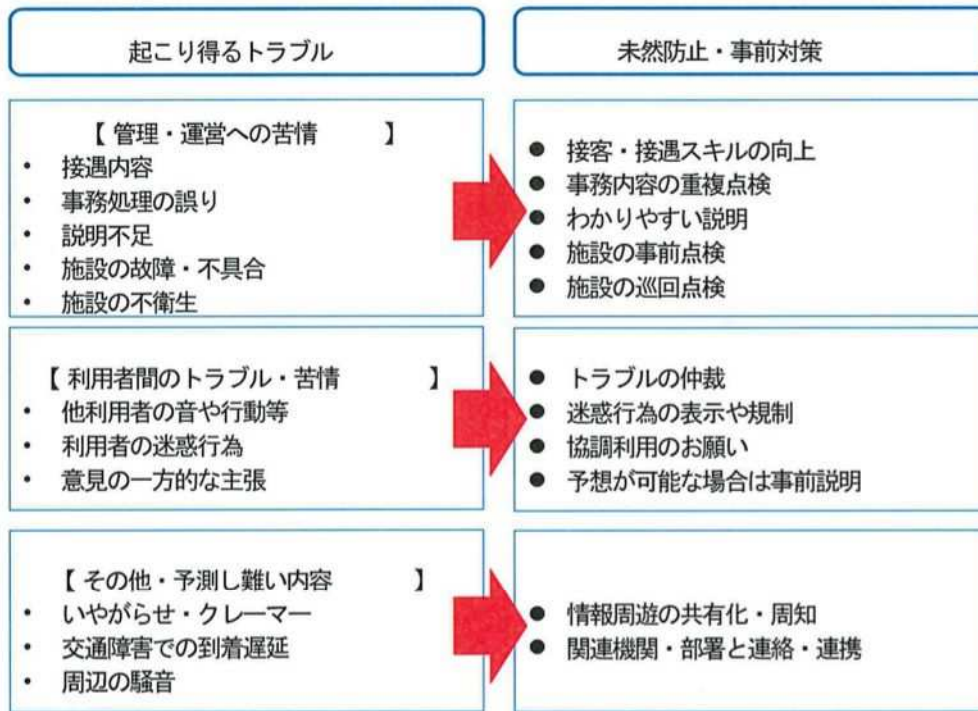 起こり得るトラブル
未然防止・事前対策
【 管理・運営への苦情 】
・ 接遇内容
・ 事務処理の誤り
・ 説明不足
・ 施設の故障・不具合
・ 施設の不衛生
● 接客・接遇スキルの向上
● 事務内容の重複点検
● わかりやすい説明
● 施設の事前点検
● 施設の巡回点検
【 利用者間のトラブル・苦情 】
・ 他利用者の音や行動等
・ 利用者の迷惑行為
・ 意見の一方的な主張
● トラブルの仲裁
● 迷惑行為の表示や規制
● 協調利用のお願い
● 予想が可能な場合は事前説明
【 その他・予測し難い内容 】
・ いやがらせ・クレーマー
・ 交通障害での到着遅延
・ 周辺の騒音
● 情報周遊の共有化・周知
● 関連機関・部署と連絡・連携